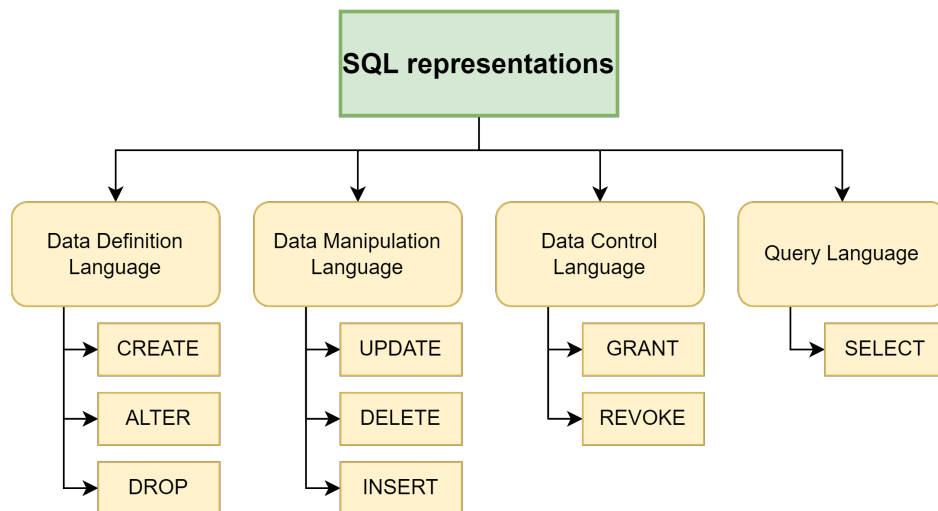 SQL representations
Data Definition
Language
Data Manipulation
Language
Data Control
Language
Query Language
CREATE
UPDATE
GRANT
SELECT
ALTER
DELETE
REVOKE
DROP
INSERT